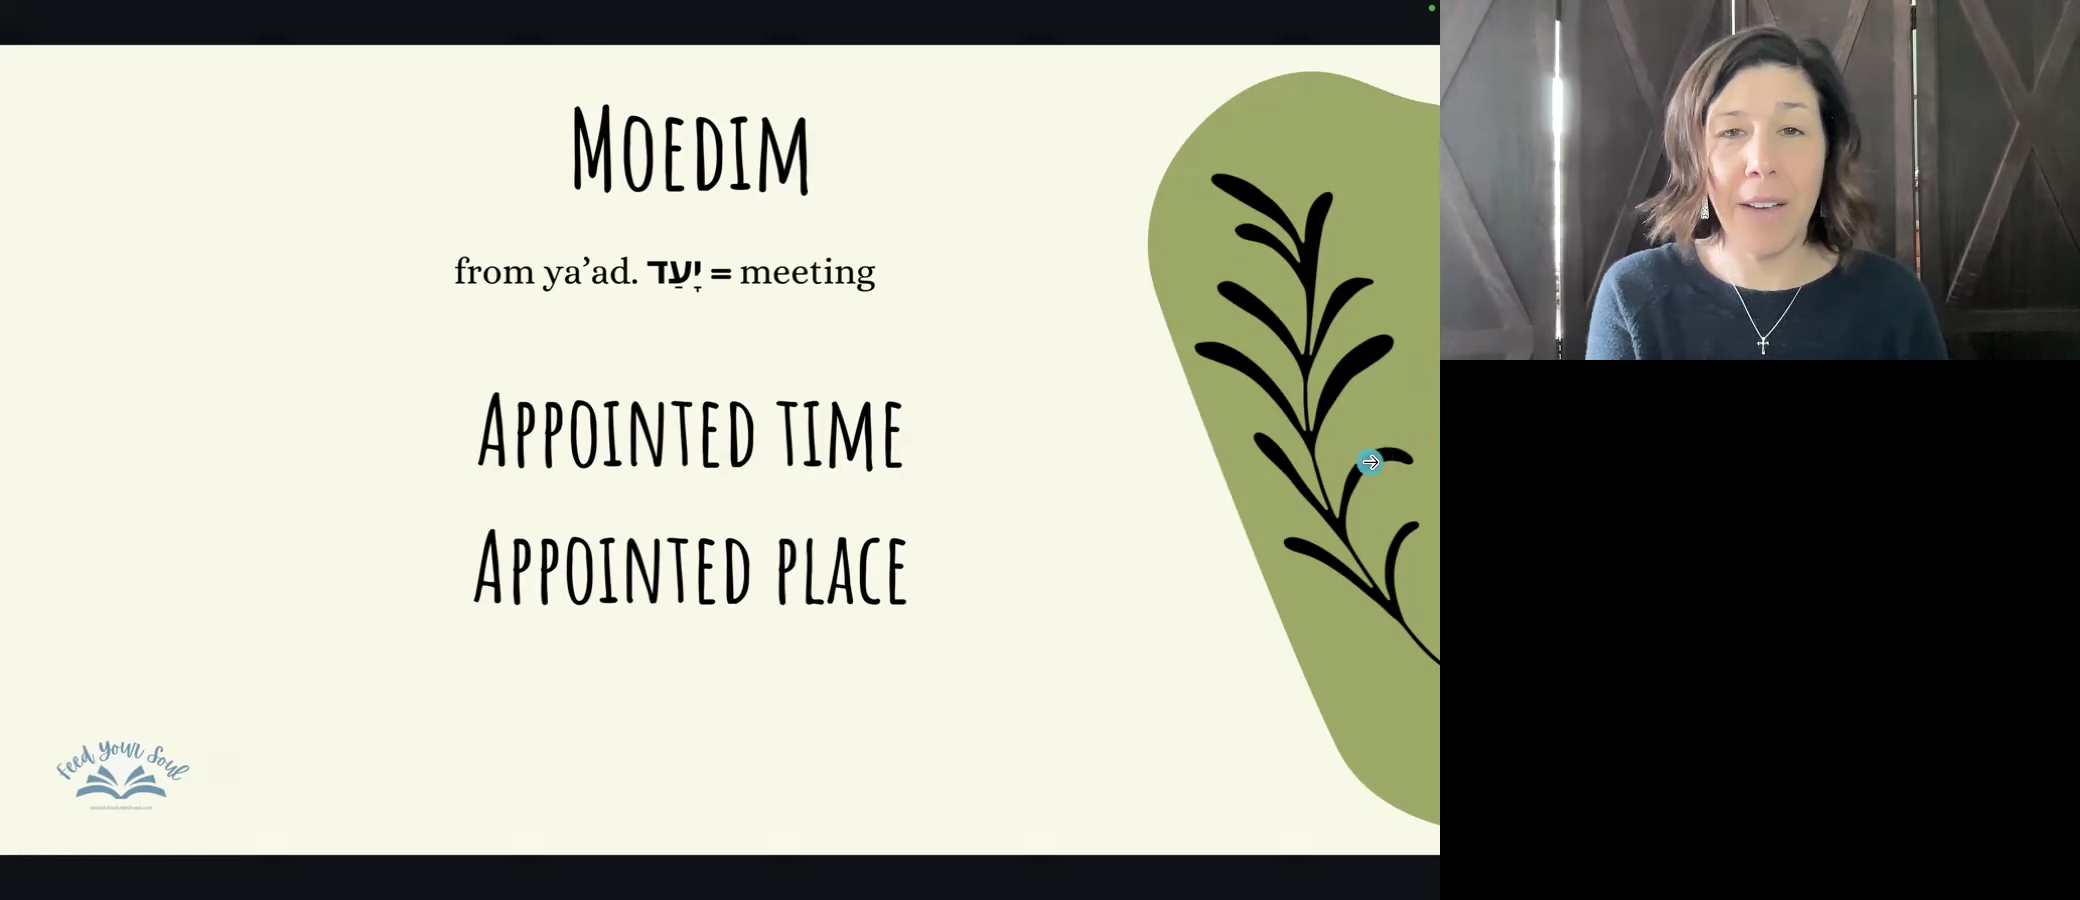 Moedim
from ya’ad. יָעַד = meeting
Appointed time
Appointed place
Feed Your Soul